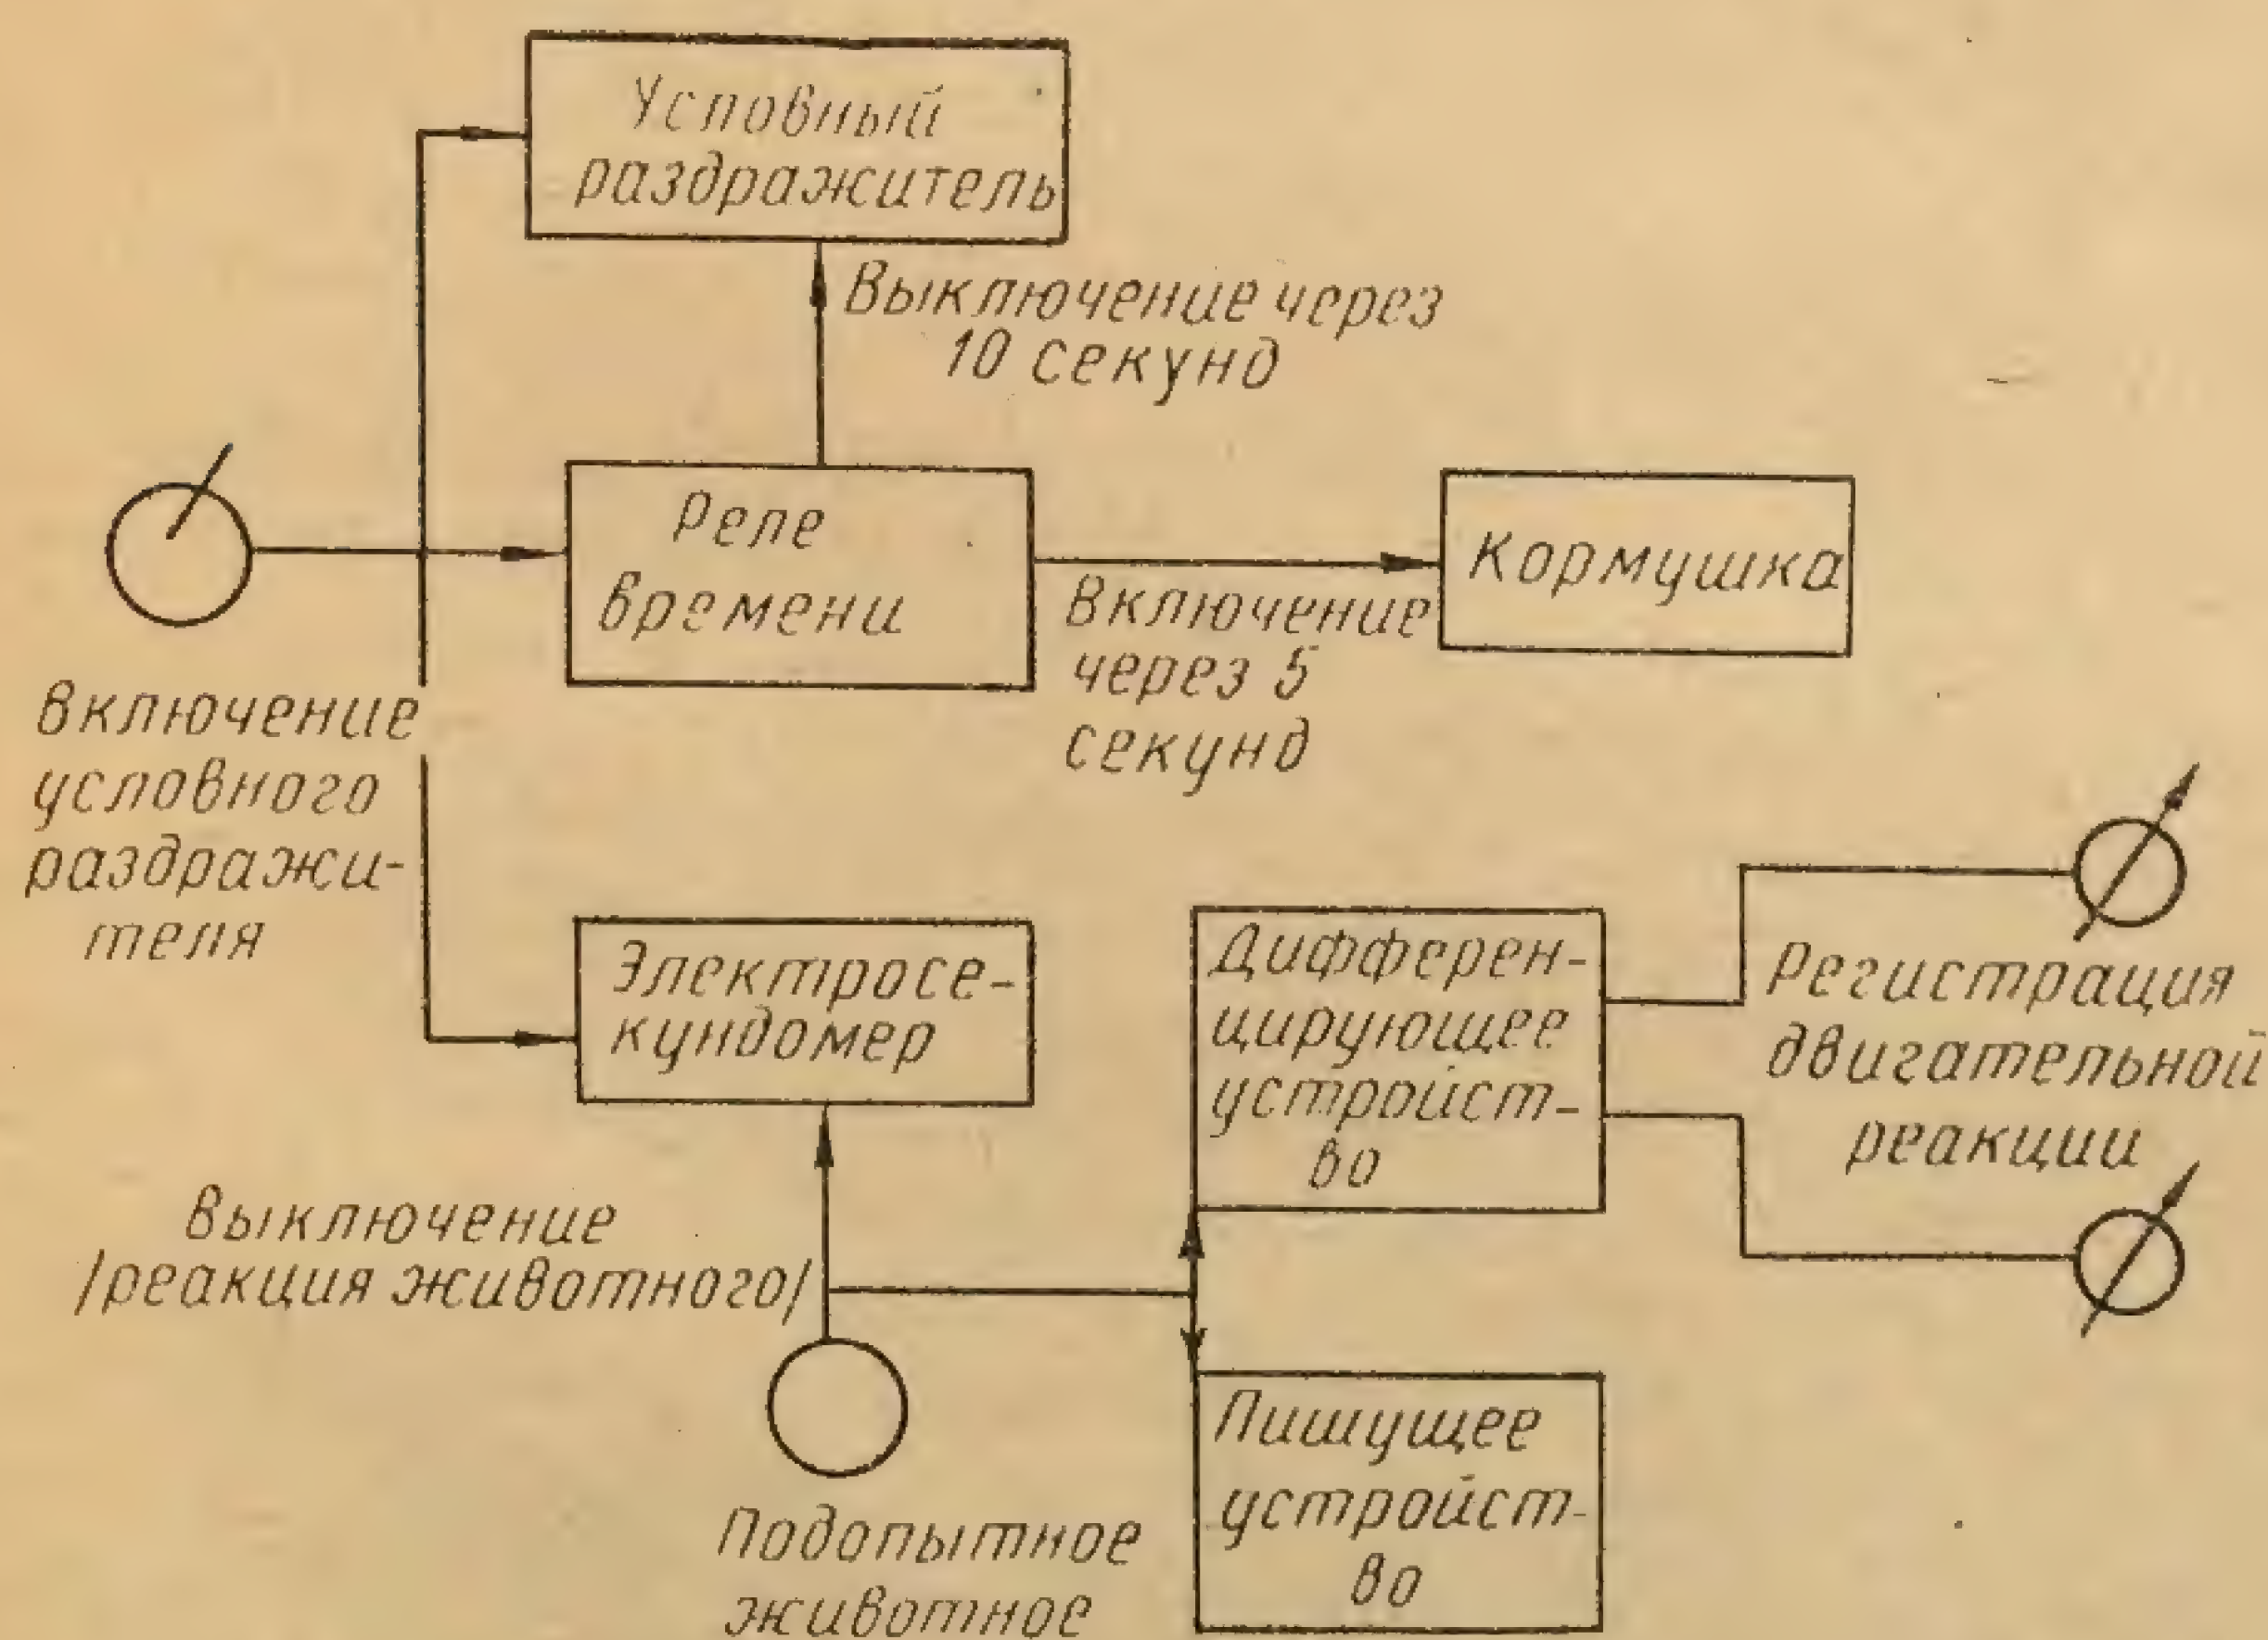 Условный
раздражитель
Выключение через
10 секунд
Реле
времени
Кормушка
Включение
через 5
секунд
Включение
условного
раздражи-
теля
Электросе-
кундомер
Дифферен-
цирующее
устройст-
во
Регистрация
двигательной
реакции
Выключение
/реакция животного/
Пишущее
устройст-
во
Подопытное
животное